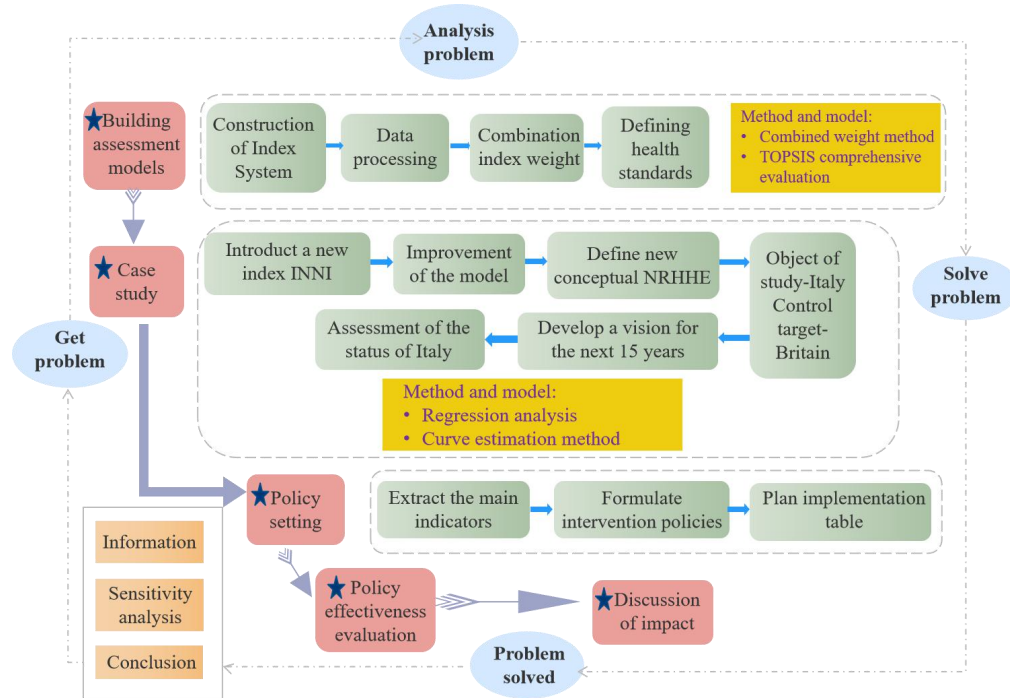 Analysis
problem
Building
assessment
models
Construction
of Index
System
Data
processing
Combination
index weight
Defining
health
standards
Method and model:
• Combined weight method
• TOPSIS comprehensive
evaluation
Case
study
Introduct a new
index INNI
Improvement
of the model
Define new
conceptual NRHHE
Object of
study-Italy
Control
target-
Britain
Develop a vision for
the next 15 years
Assessment of the
status of Italy
Method and model:
• Regression analysis
• Curve estimation method
Solve
problem
Get
problem
Policy
setting
Extract the main
indicators
Formulate
intervention policies
Plan implementation
table
Information
Sensitivity
analysis
Conclusion
Policy
effectiveness
evaluation
Discussion
of impact
Problem
solved